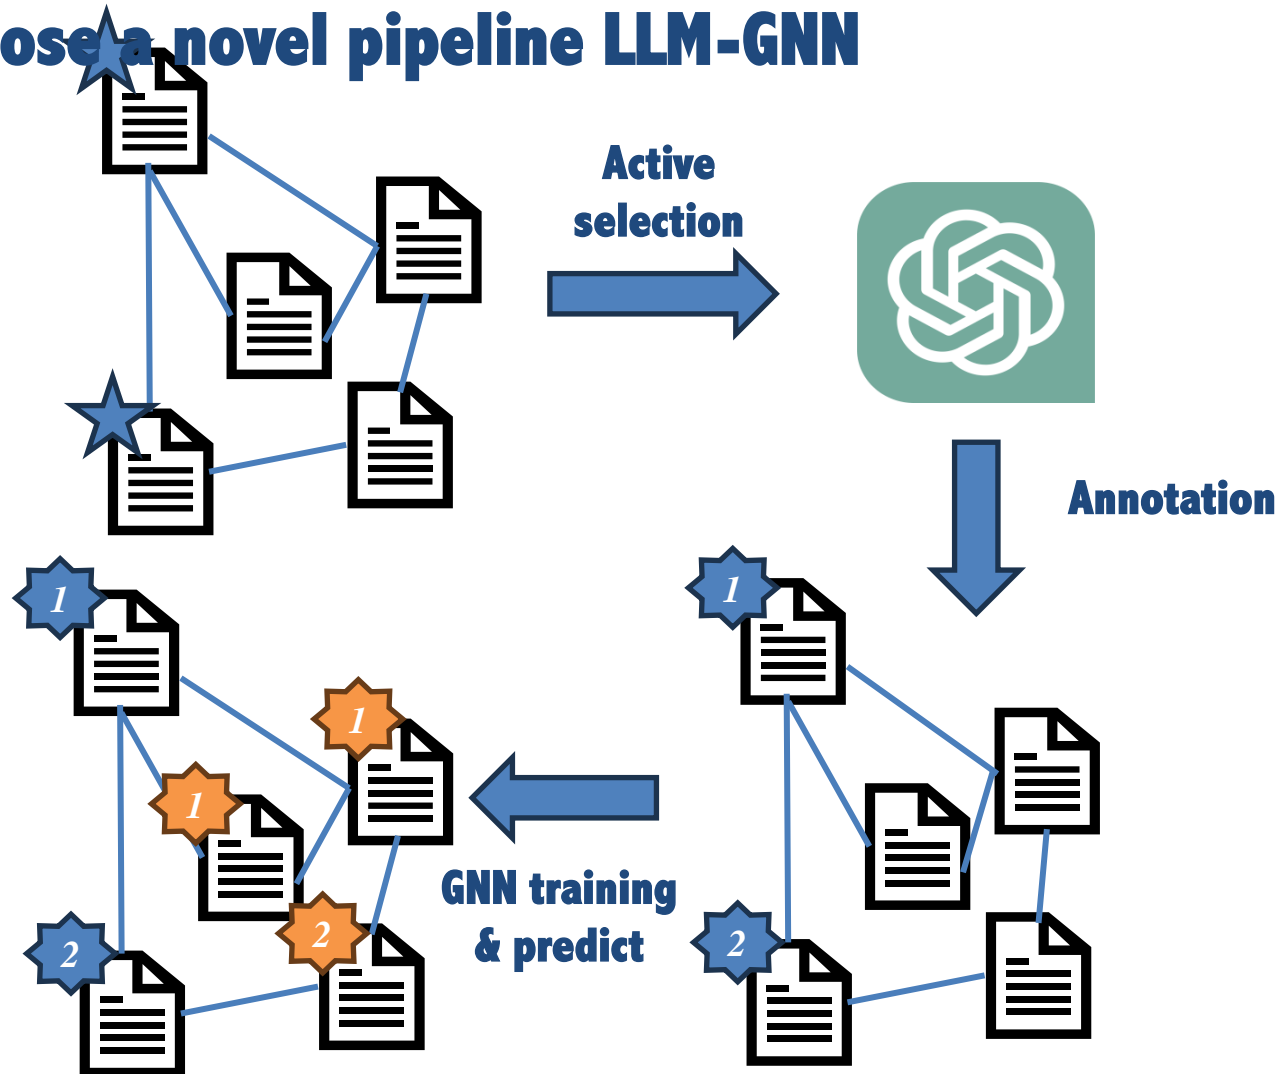 ose a novel pipeline LLM-GNN
Active
selection
Annotation
1
1
1
1
2
2
2
GNN training
& predict